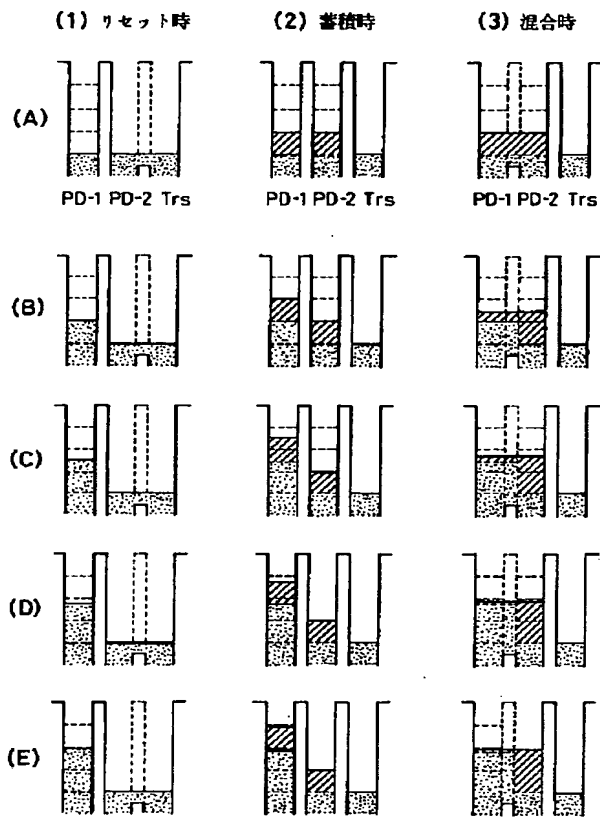 (1) リセット時 (2) 蓄積時 (3) 混合時
(A)
PD-1 PD-2 Trs PD-1 PD-2 Trs PD-1 PD-2 Trs
(B)
(C)
(D)
(E)